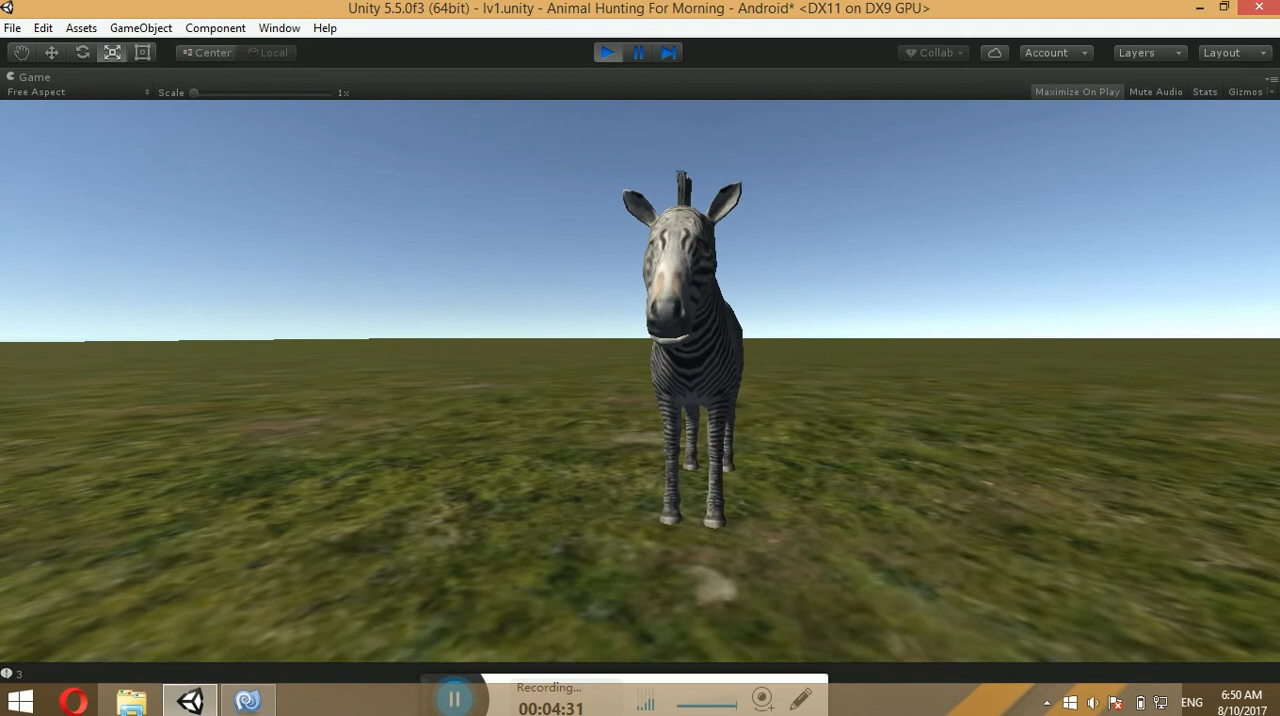 Unity 5.5.0f3 (64bit) - lv1.unity - Animal Hunting For Morning - Android* <DX11 on DX9 GPU>
File Edit Assets GameObject Component Window Help
Center Local Collab Account Layers Layout
Game
Free Aspect Scale 1x Maximize On Play Mute Audio Stats Gizmos
3
Recording...
00:04:31
ENG
6:50 AM
8/10/2017